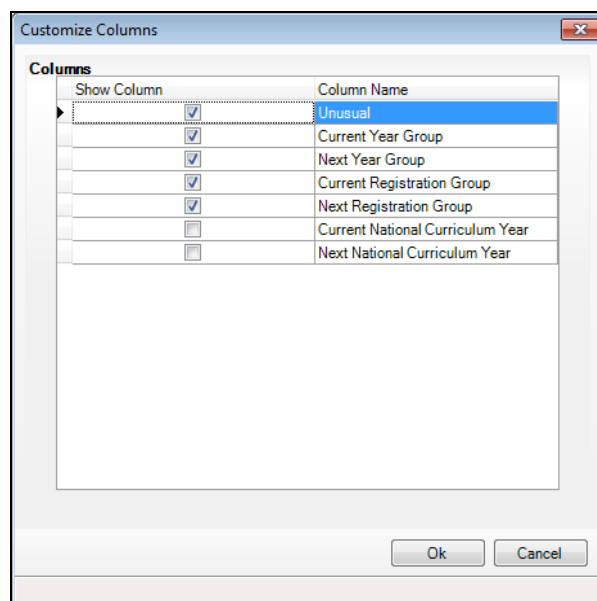 Customize Columns
Columns
Show Column Column Name
Unusual
Current Year Group
Next Year Group
Current Registration Group
Next Registration Group
Current National Curriculum Year
Next National Curriculum Year
Ok Cancel